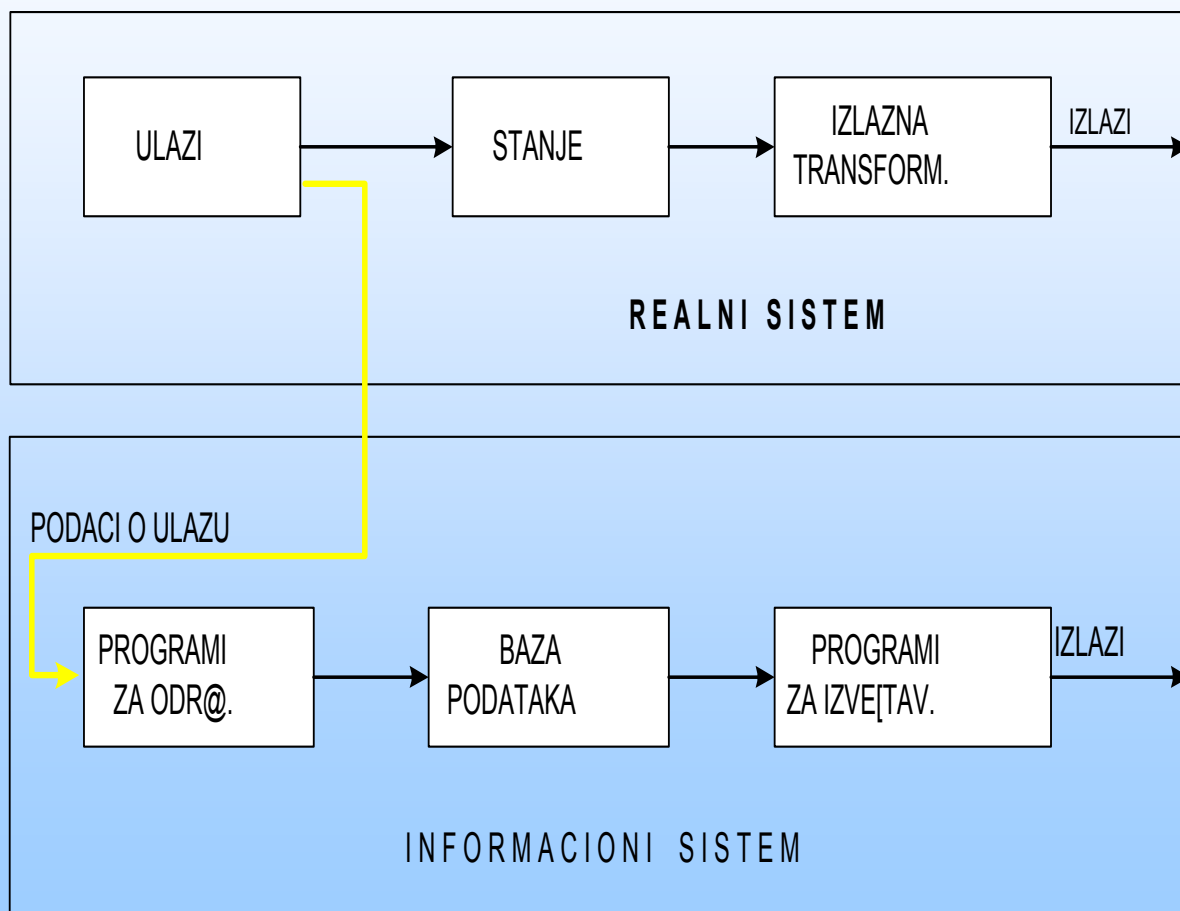 ULAZI
STANJE
IZLAZNA
TRANSFORM.
IZLAZI
REALNI SISTEM
PODACI O ULAZU
PROGRAMI
ZA ODR@.
BAZA
PODATAKA
PROGRAMI
ZA IZVE[TAV.
IZLAZI
INFORMACIONI SISTEM